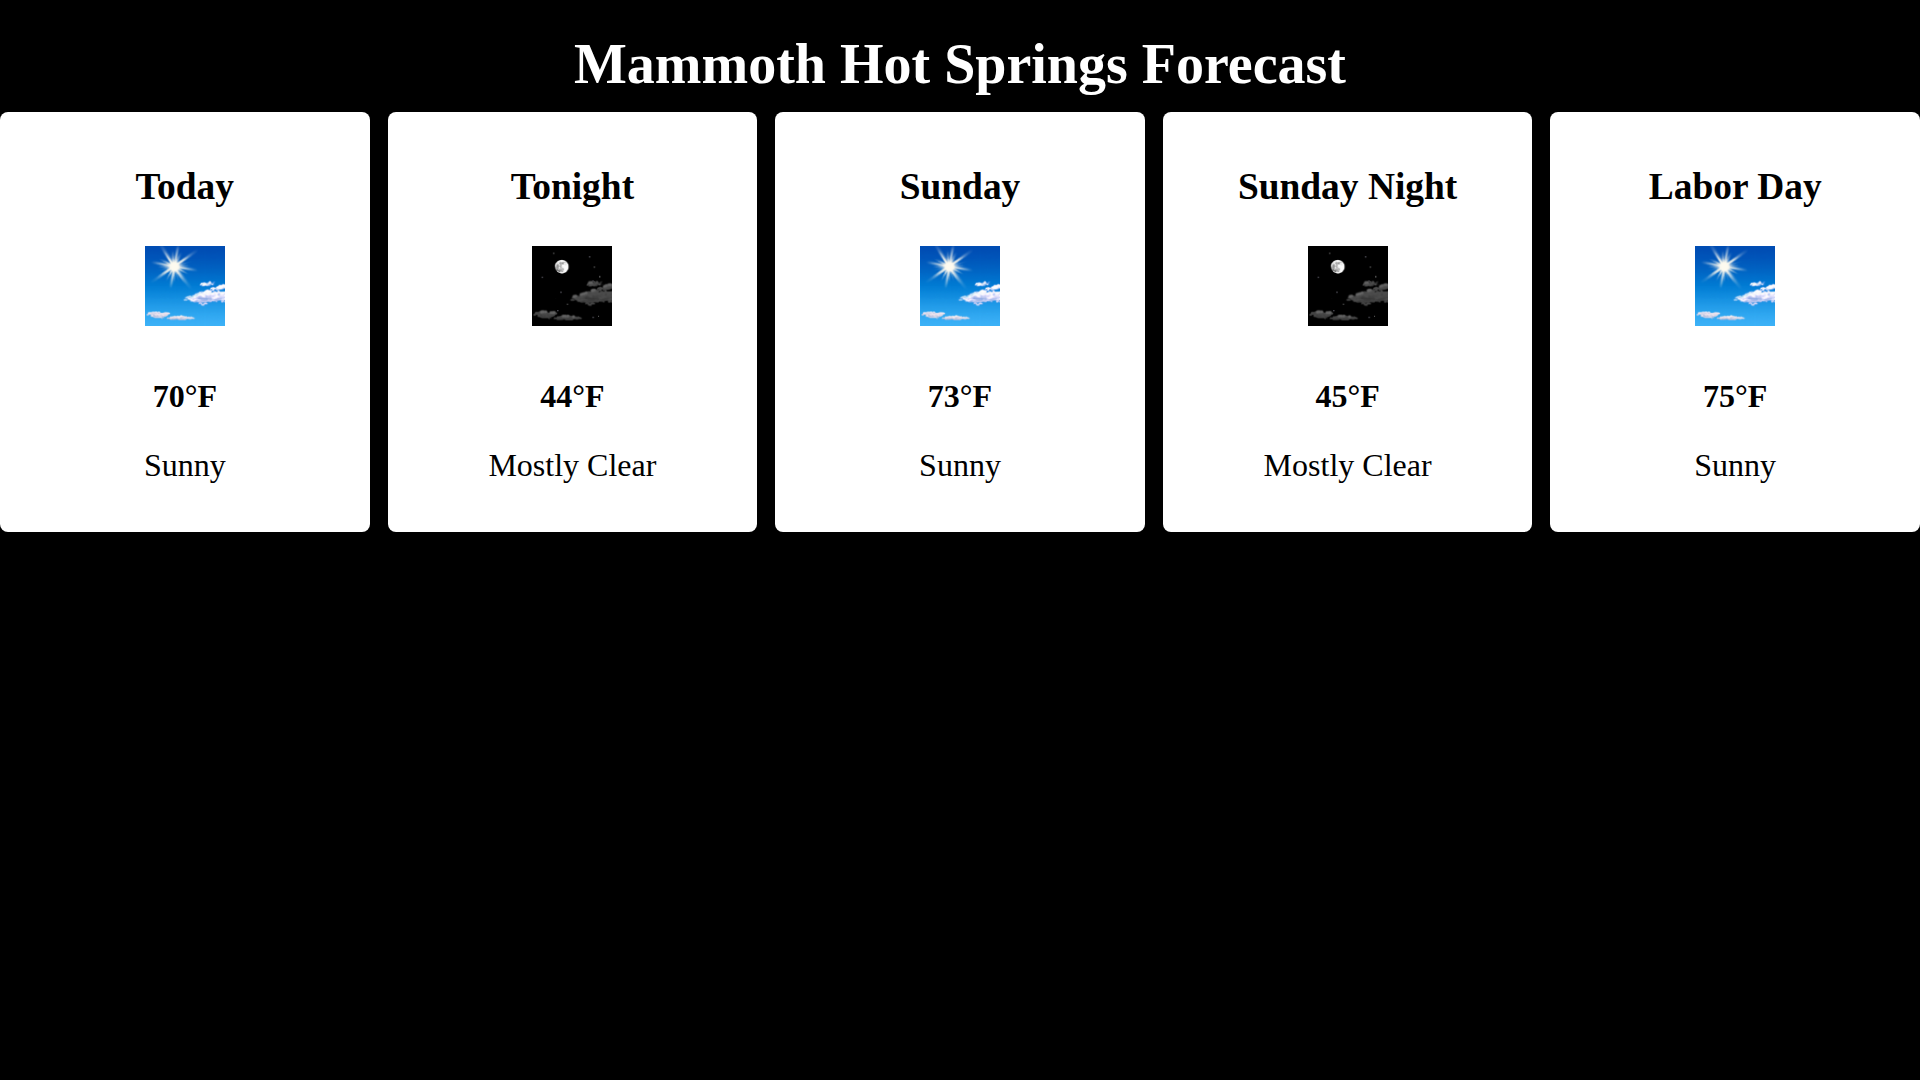 Mammoth Hot Springs Forecast
Today
70°F
Sunny
Tonight
44°F
Mostly Clear
Sunday
73°F
Sunny
Sunday Night
45°F
Mostly Clear
Labor Day
75°F
Sunny